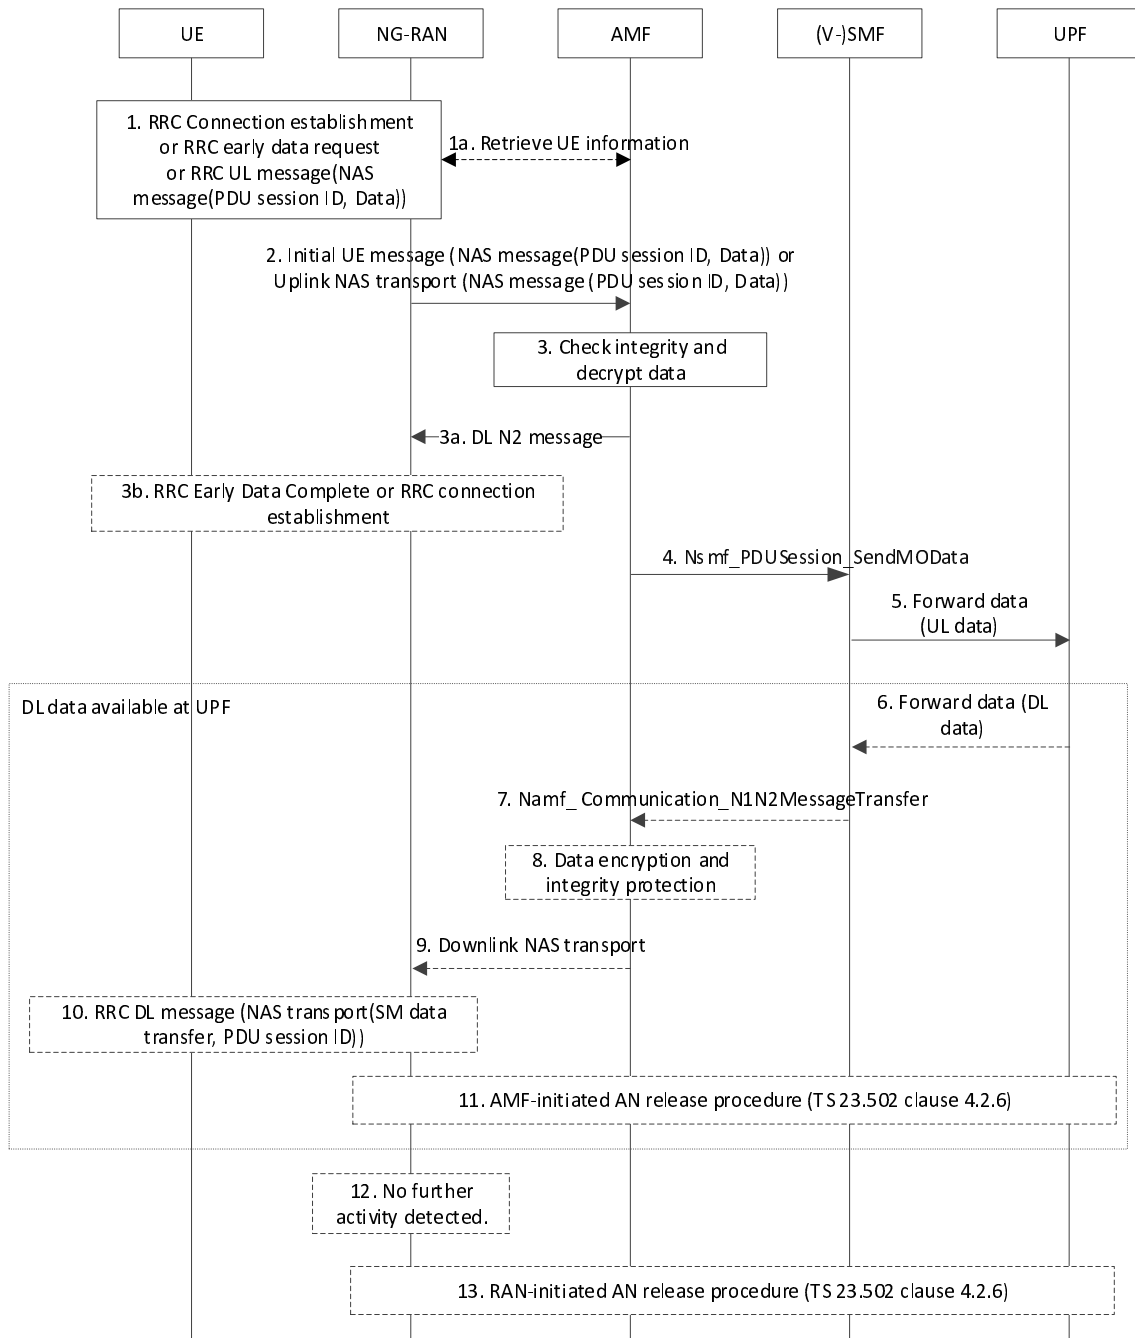 UE
NG-RAN
AMF
(V-)SMF
UPF
1. RRC Connection establishment
or RRC early data request
or RRC UL message(NAS
message(PDU session ID, Data))
1a. Retrieve UE information
2. Initial UE message (NAS message(PDU session ID, Data)) or
Uplink NAS transport (NAS message (PDU session ID, Data))
3. Check integrity and
decrypt data
3a. DL N2 message
3b. RRC Early Data Complete or RRC connection
establishment
4. Nsmf_PDUSession_SendMOData
5. Forward data
(UL data)
DL data available at UPF
6. Forward data (DL
data)
7. Namf_ Communication_N1N2MessageTransfer
8. Data encryption and
integrity protection
9. Downlink NAS transport
10. RRC DL message (NAS transport(SM data
transfer, PDU session ID))
11. AMF-initiated AN release procedure (TS 23.502 clause 4.2.6)
12. No further
activity detected.
13. RAN-initiated AN release procedure (TS 23.502 clause 4.2.6)